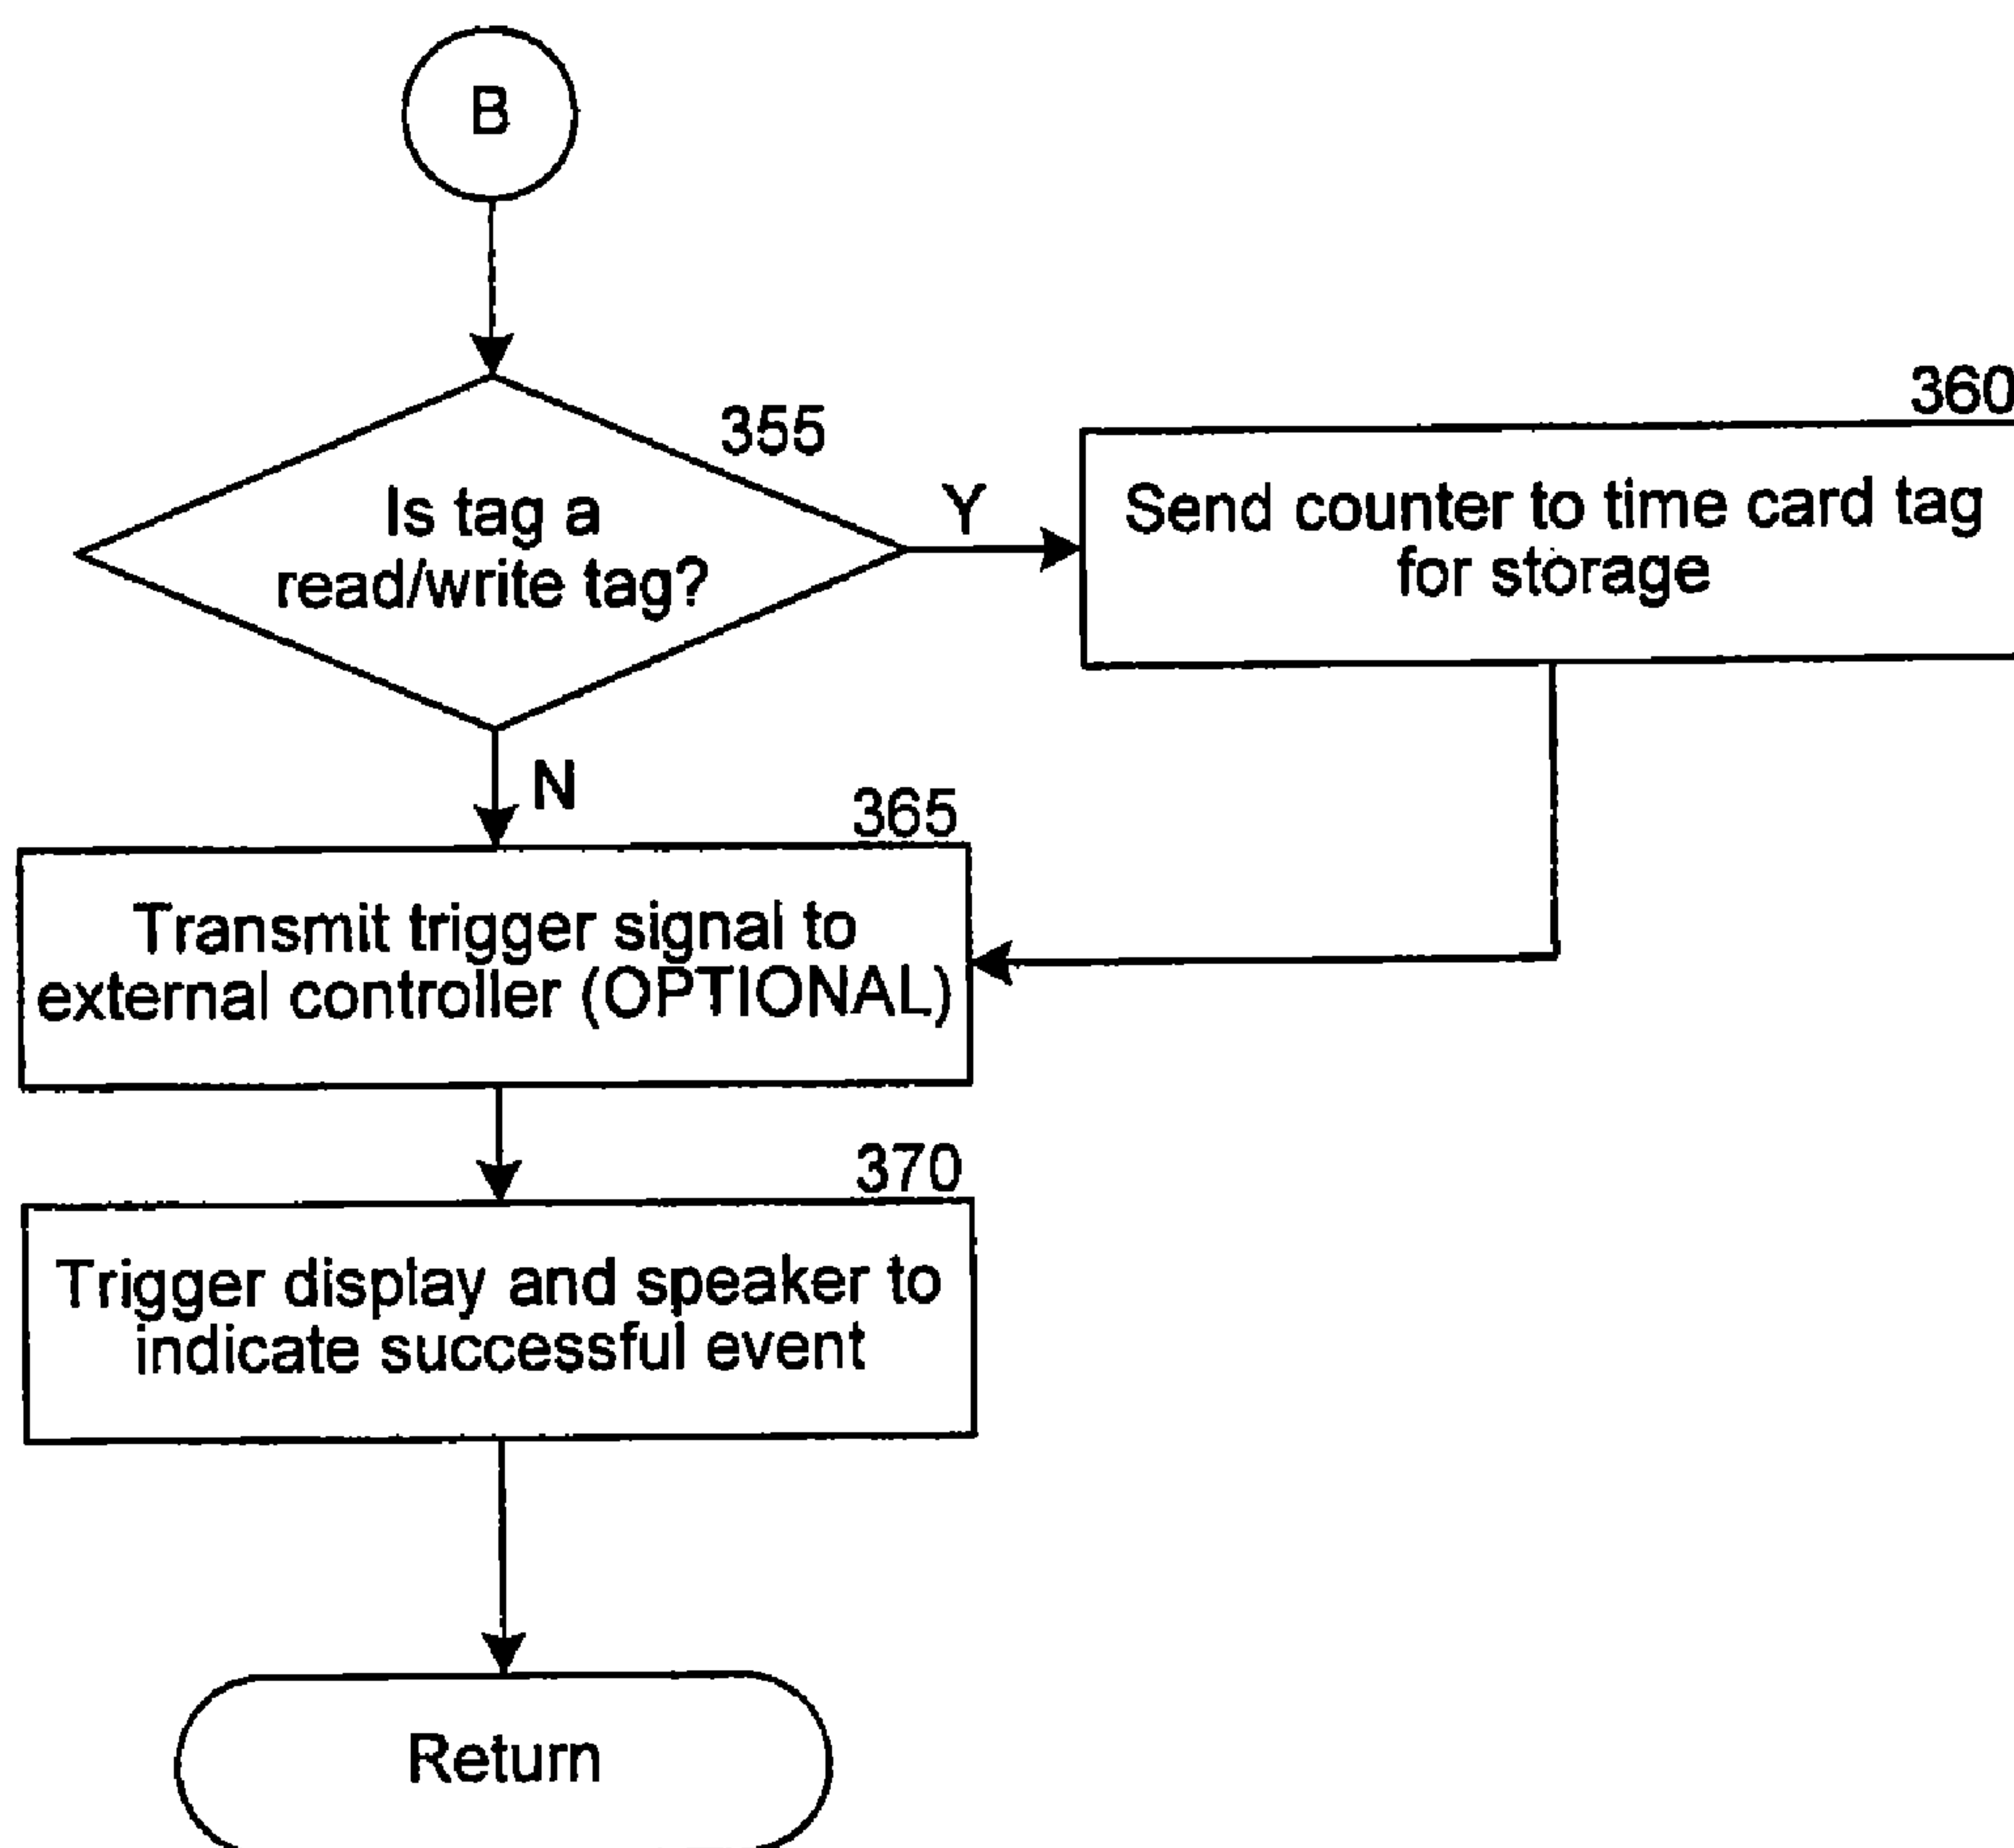 B
355
Is tag a
read/write tag?
Y
360
Send counter to time card tag
for storage
N
365
Transmit trigger signal to
external controller (OPTIONAL)
370
Trigger display and speaker to
indicate successful event
Return